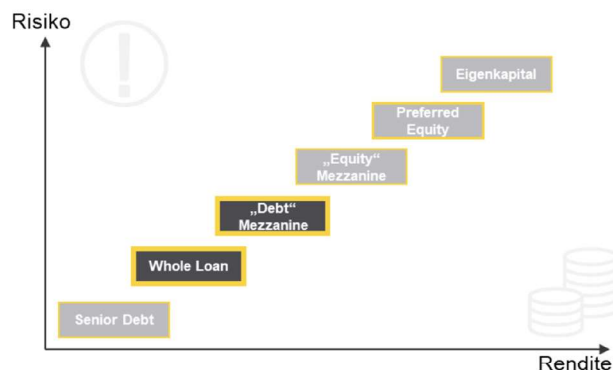 Risiko
Eigenkapital
Preferred
Equity
„Equity“
Mezzanine
„Debt“
Mezzanine
Whole Loan
Senior Debt
Rendite